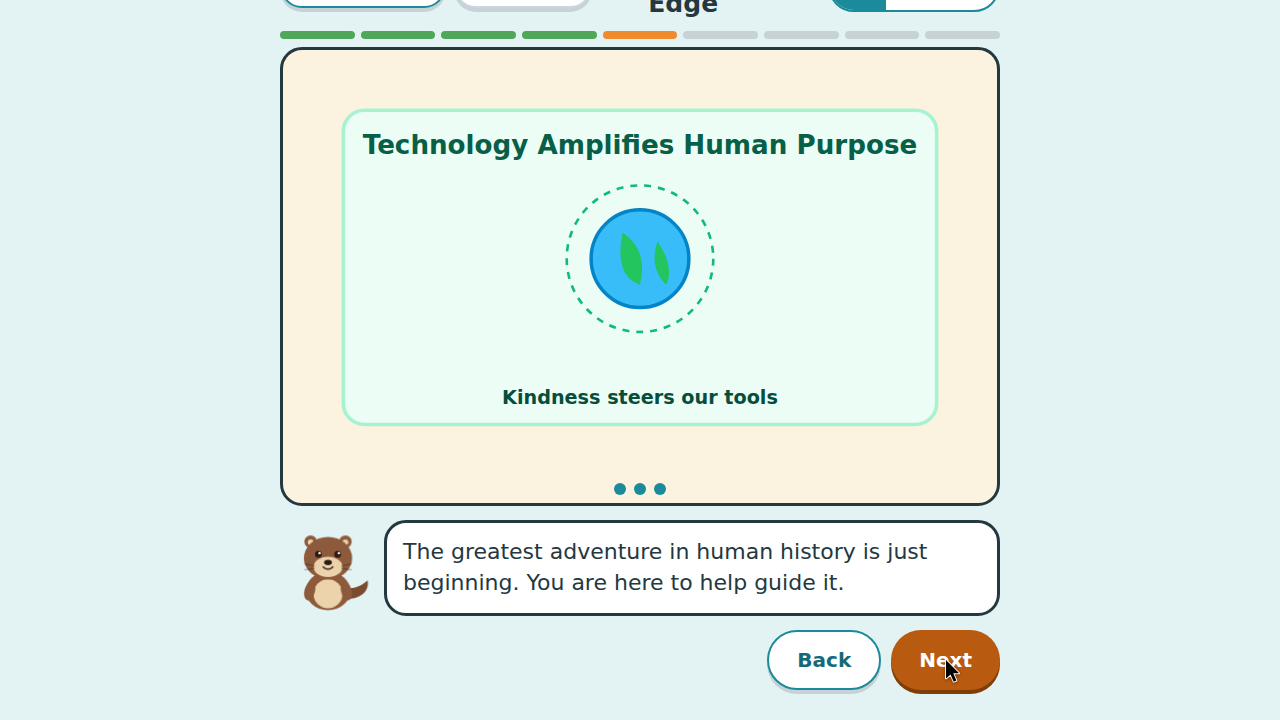 Edge
Technology Amplifies Human Purpose
Kindness steers our tools
The greatest adventure in human history is just
beginning. You are here to help guide it.
Back
Next